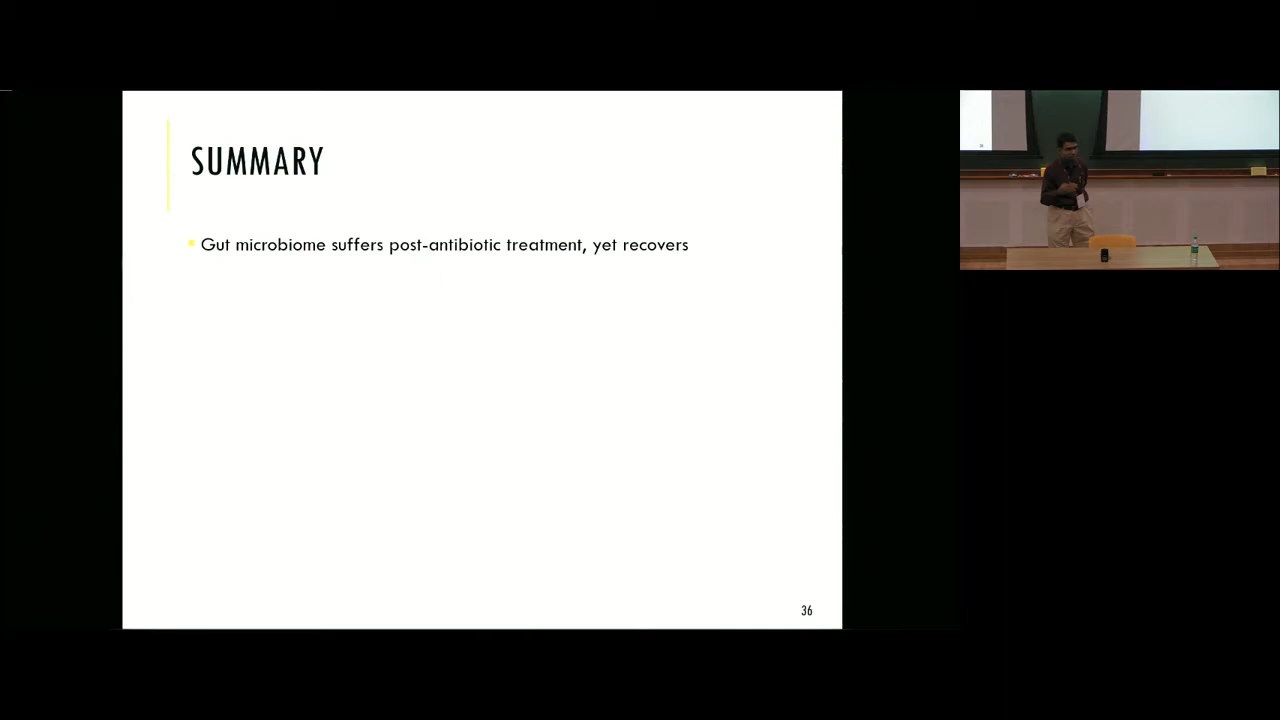 SUMMARY
Gut microbiome suffers post-antibiotic treatment, yet recovers
36